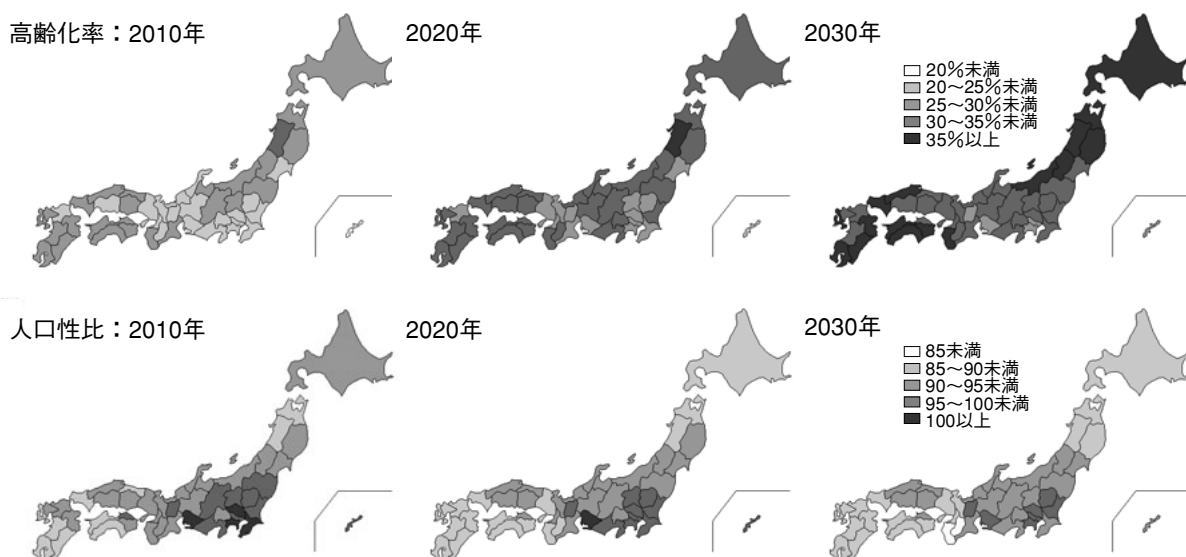 高齢化率：2010年
2020年
2030年
20％未満
20～25％未満
25～30％未満
30～35％未満
35％以上
人口性比：2010年
2020年
2030年
85未満
85～90未満
90～95未満
95～100未満
100以上